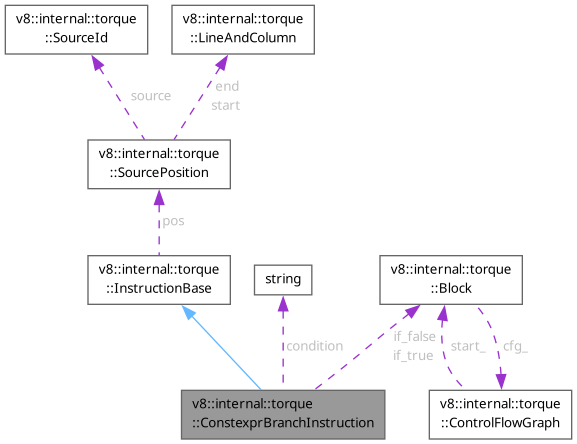 v8::internal::torque
::SourceId
v8::internal::torque
::LineAndColumn
source
end
start
v8::internal::torque
::SourcePosition
pos
v8::internal::torque
::InstructionBase
string
v8::internal::torque
::Block
condition
if_false
if_true
start_
cfg_
v8::internal::torque
::ConstexprBranchInstruction
v8::internal::torque
::ControlFlowGraph